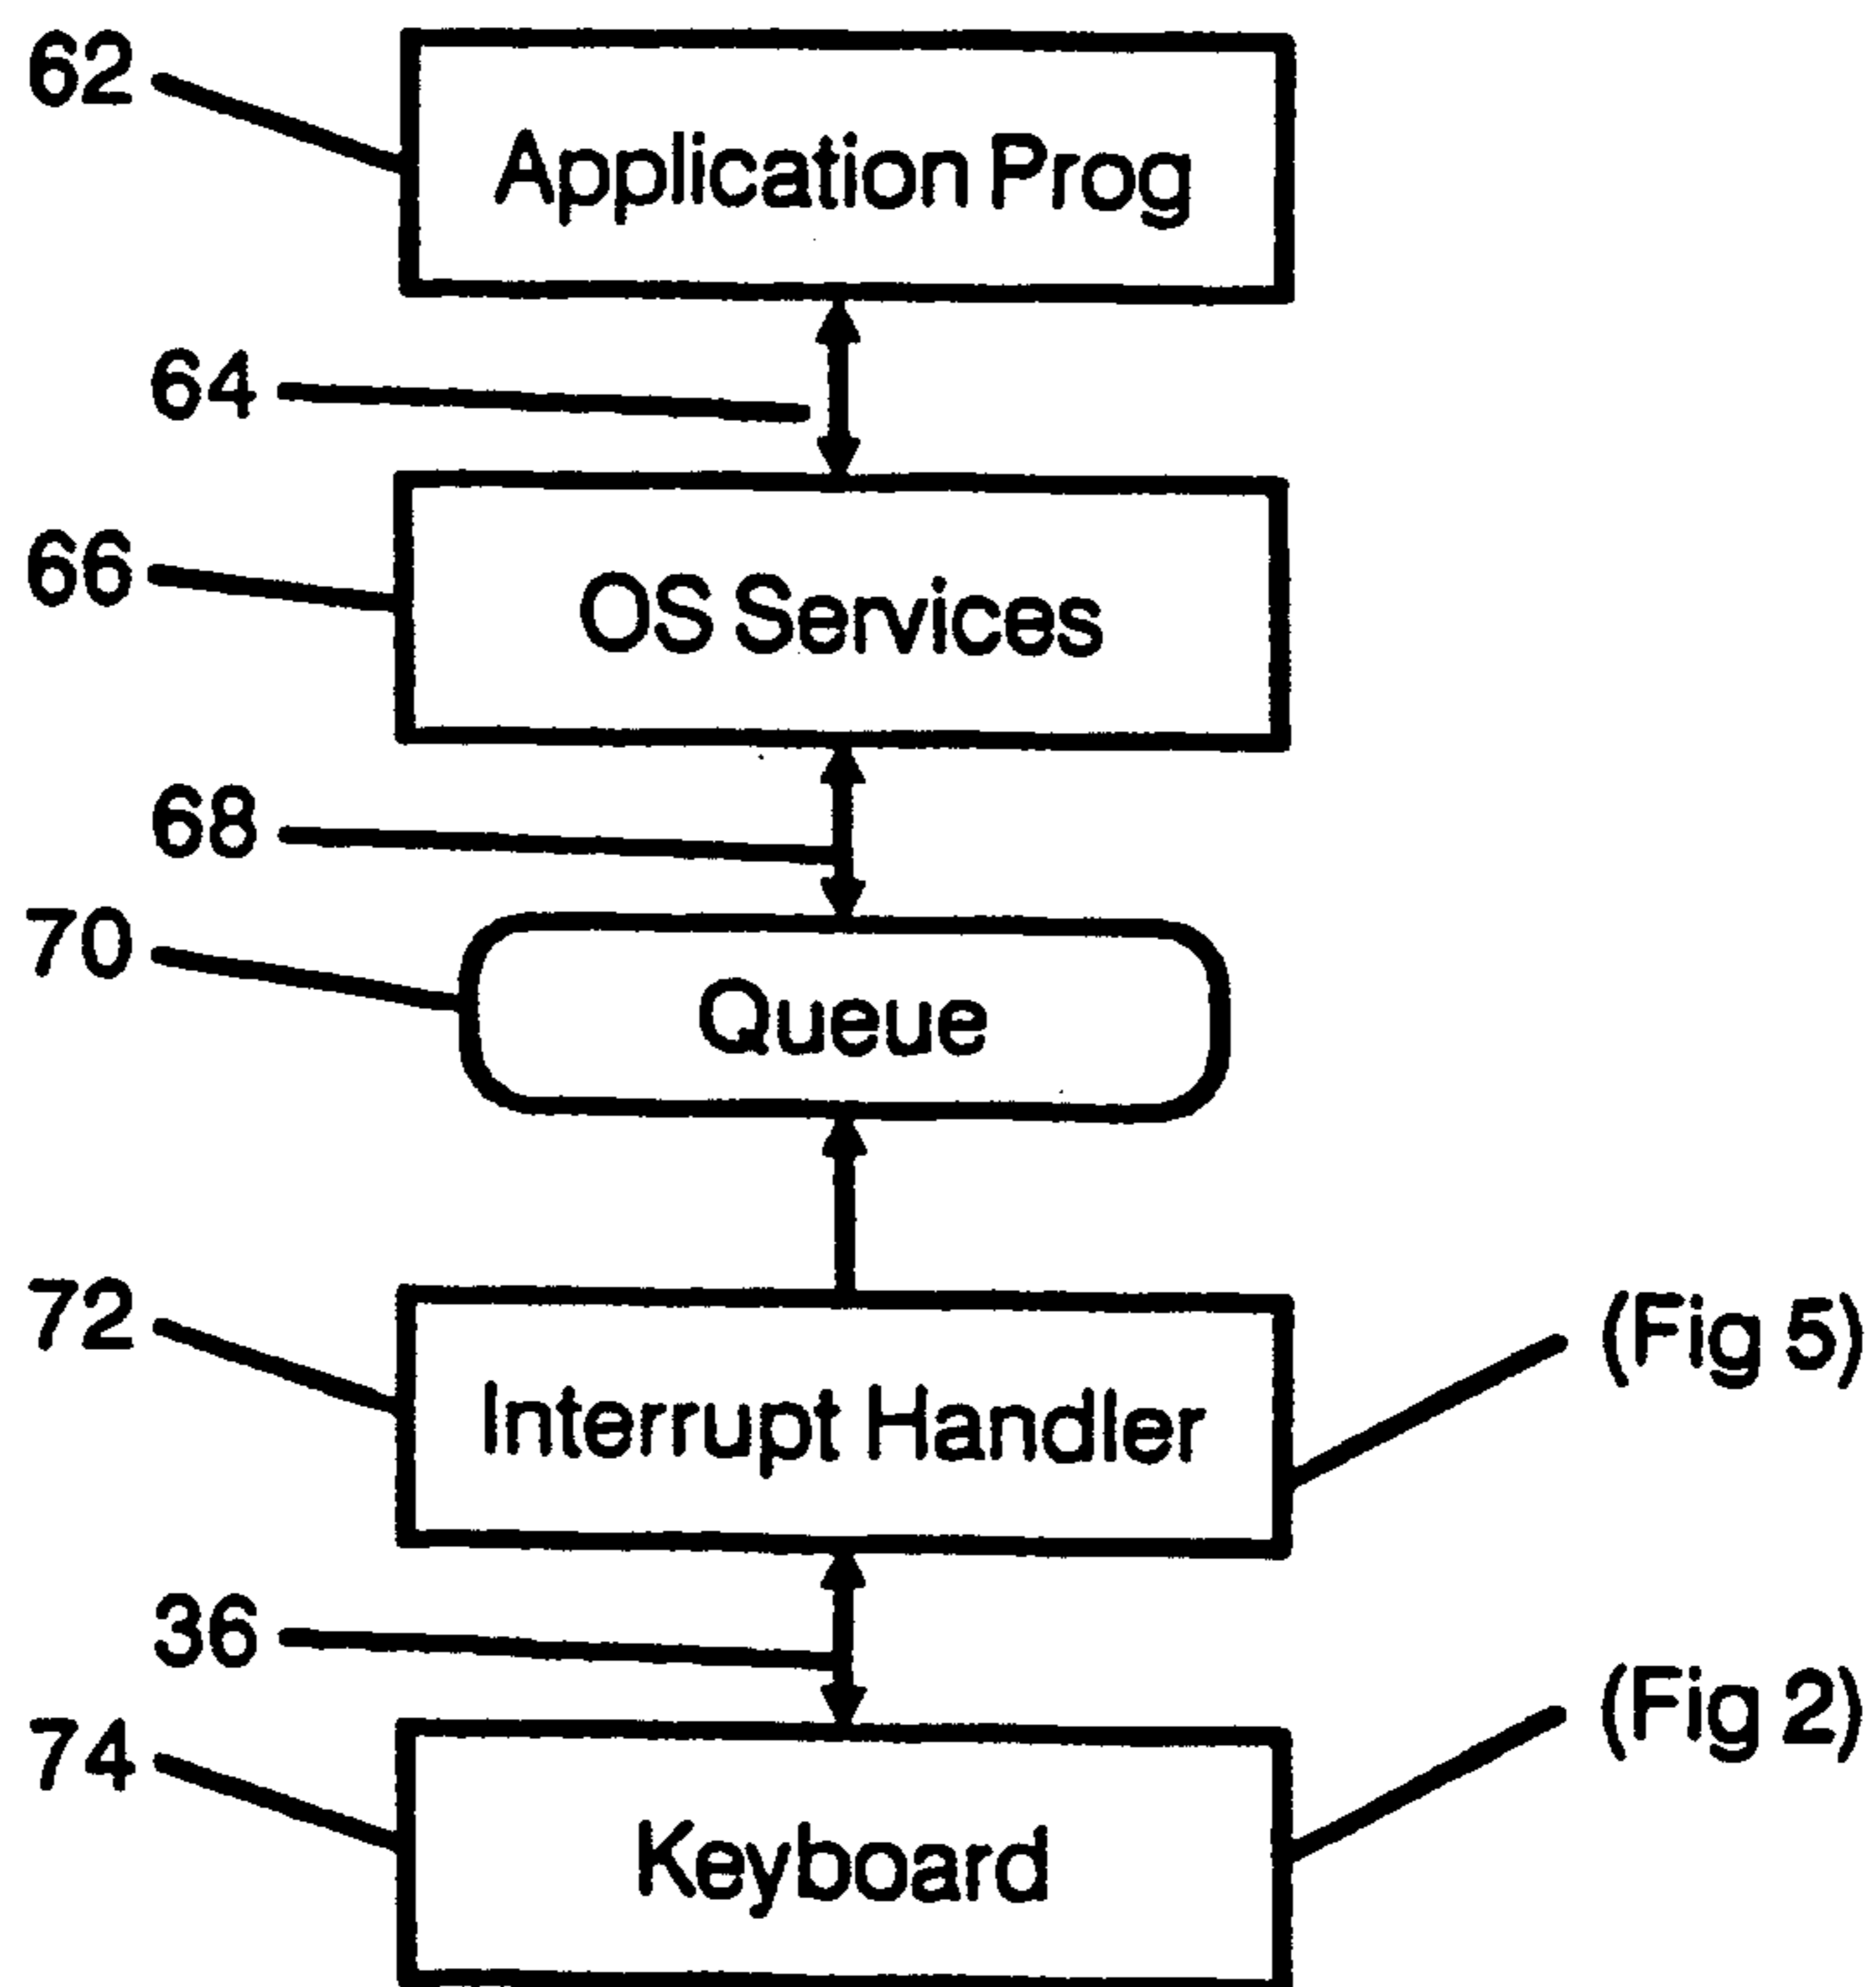 62
Application Prog
64
66
OS Services
68
70
Queue
72
Interrupt Handler
(Fig 5)
36
74
Keyboard
(Fig 2)